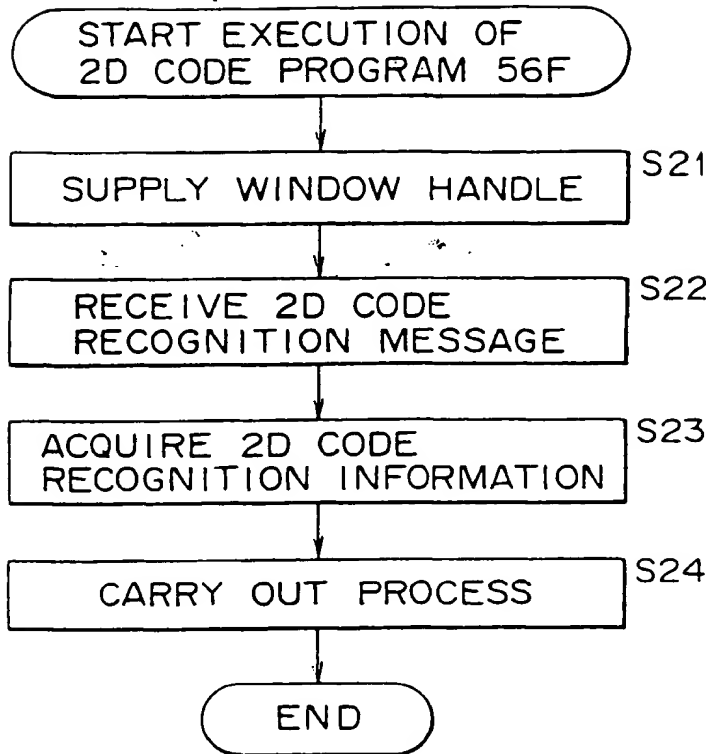 START EXECUTION OF
2D CODE PROGRAM 56F
SUPPLY WINDOW HANDLE
S21
RECEIVE 2D CODE
RECOGNITION MESSAGE
S22
ACQUIRE 2D CODE
RECOGNITION INFORMATION
S23
CARRY OUT PROCESS
S24
END